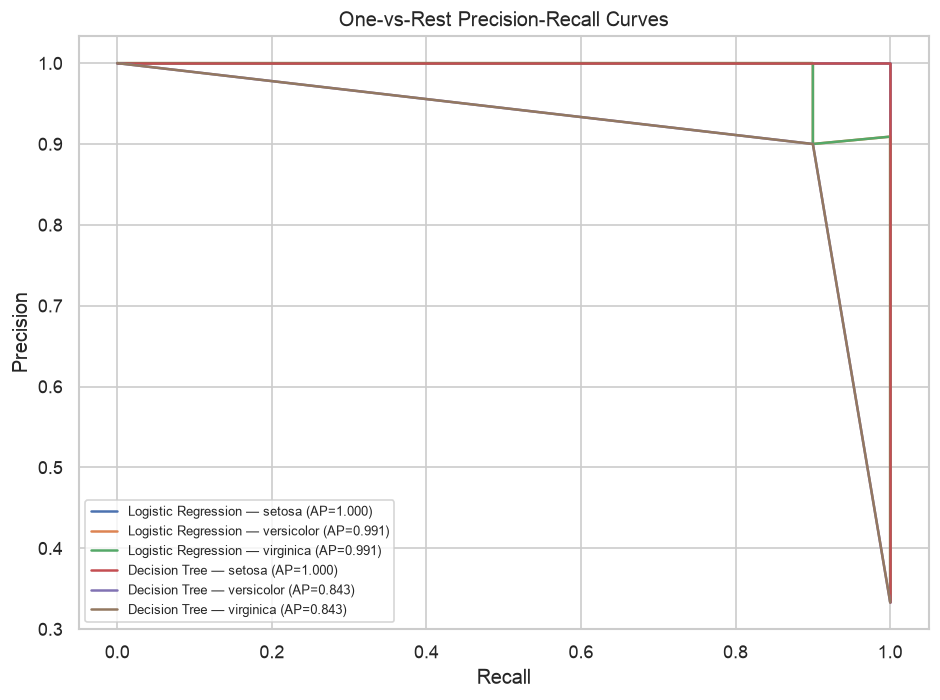 One-vs-Rest Precision-Recall Curves
1.0
0.9
0.8
0.7
0.6
0.5
0.4
0.3
Precision
Logistic Regression — setosa (AP=1.000)
Logistic Regression — versicolor (AP=0.991)
Logistic Regression — virginica (AP=0.991)
Decision Tree — setosa (AP=1.000)
Decision Tree — versicolor (AP=0.843)
Decision Tree — virginica (AP=0.843)
0.0 0.2 0.4 0.6 0.8 1.0
Recall